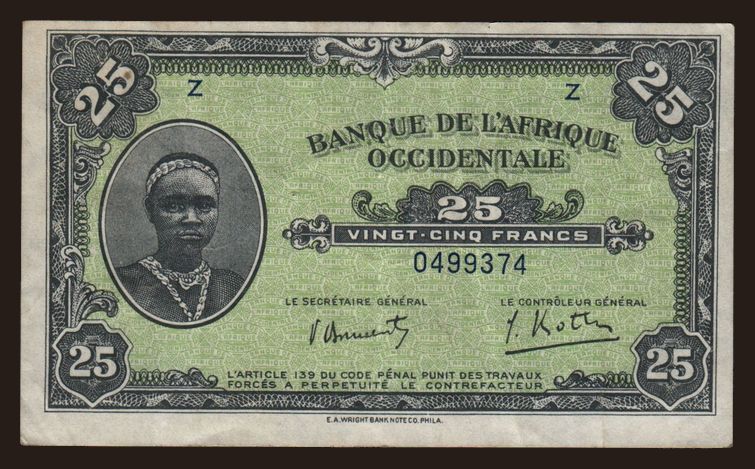 25
25
Z
Z
BANQUE DE L'AFRIQUE
OCCIDENTALE
25
VINGT-CINQ FRANCS
0499374
LE SECRÉTAIRE GÉNÉRAL
LE CONTRÔLEUR GÉNÉRAL
25
25
L'ARTICLE 139 DU CODE PÉNAL PUNIT DES TRAVAUX
FORCÉS A PERPETUITÉ LE CONTREFACTEUR
E.A.WRIGHT BANK NOTE CO. PHILA.